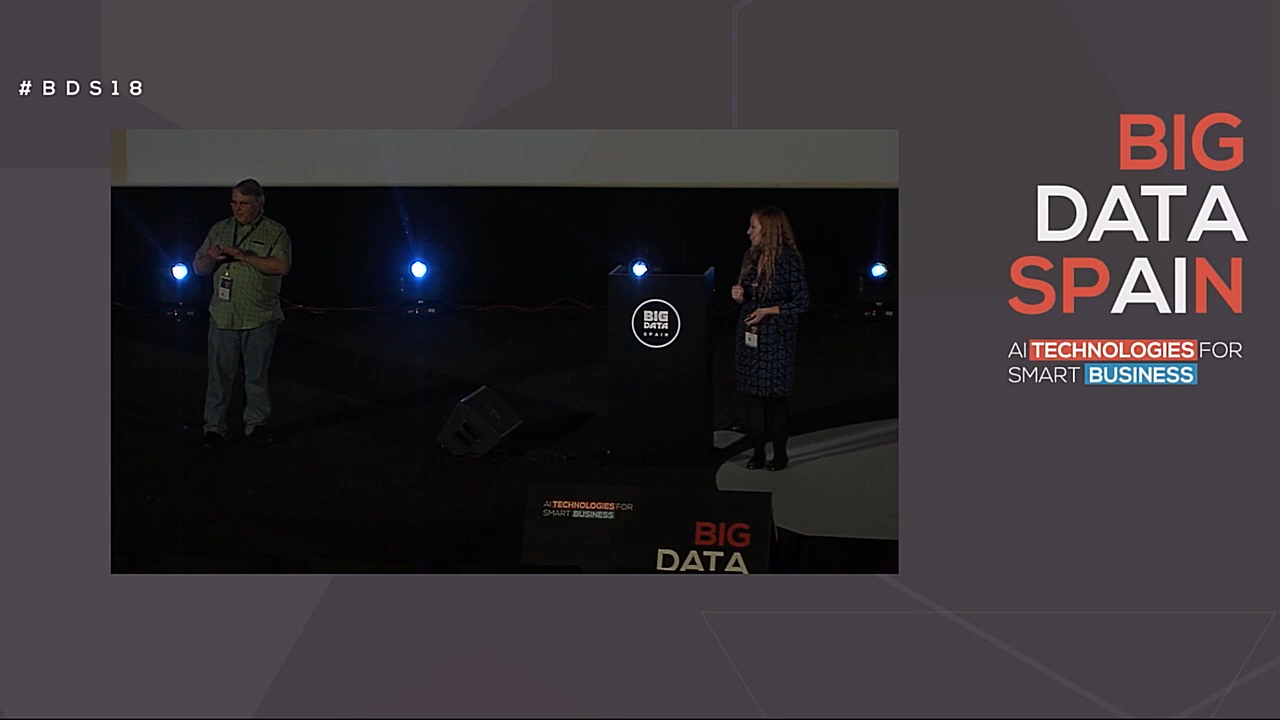 #BDS18
BIG
DATA
SPAIN
AI TECHNOLOGIES FOR
SMART BUSINESS
BIG
DATA
SPAIN
AI TECHNOLOGIES FOR
SMART BUSINESS
BIG
DATA